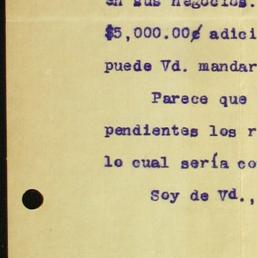 en sus negocios.
$5,000.00 adici
puede Vd. mandar
Parece que
pendientes los r
lo cual sería co
Soy de Vd.,